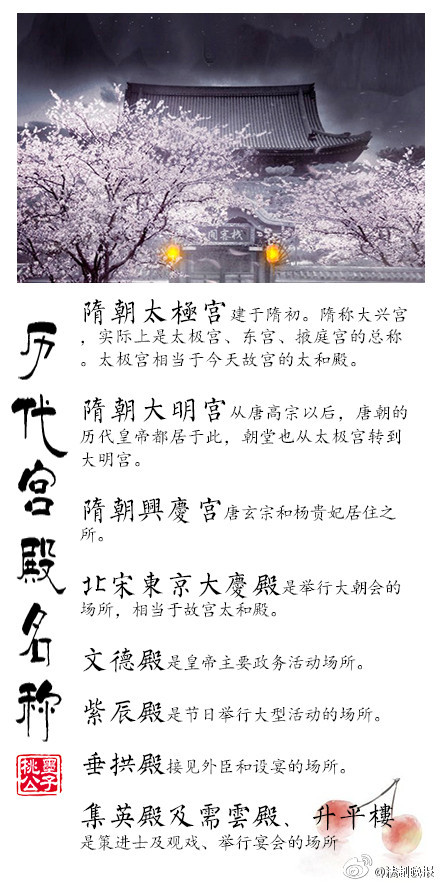 历代宫殿名称
墨子
桃公
隋朝太極宫建于隋初。隋称大兴宫
,实际上是太极宫、东宫、掖庭宫的总称
。太极宫相当于今天故宫的太和殿。
隋朝大明宫从唐高宗以后，唐朝的
历代皇帝都居于此，朝堂也从太极宫转到
大明宫。
隋朝興慶宫唐玄宗和杨贵妃居住之
所。
北宋東京大慶殿是举行大朝会的
场所，相当于故宫太和殿。
文德殿是皇帝主要政务活动场所。
紫辰殿是节日举行大型活动的场所。
垂拱殿接见外臣和设宴的场所。
集英殿及需雲殿、升平樓
是策进士及观戏、举行宴会的场所
@法制晚报